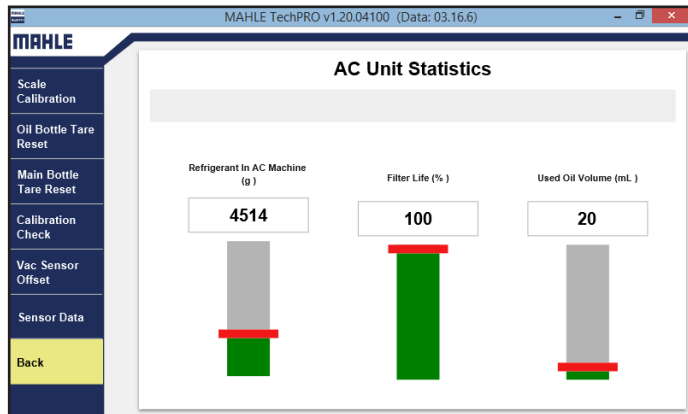 MAHLE TechPRO v1.20.04100 (Data: 03.16.6)
MAHLE
Scale
Calibration
Oil Bottle Tare
Reset
Main Bottle
Tare Reset
Calibration
Check
Vac Sensor
Offset
Sensor Data
Back
AC Unit Statistics
Refrigerant In AC Machine
(g )
4514
Filter Life (% )
100
Used Oil Volume (mL )
20